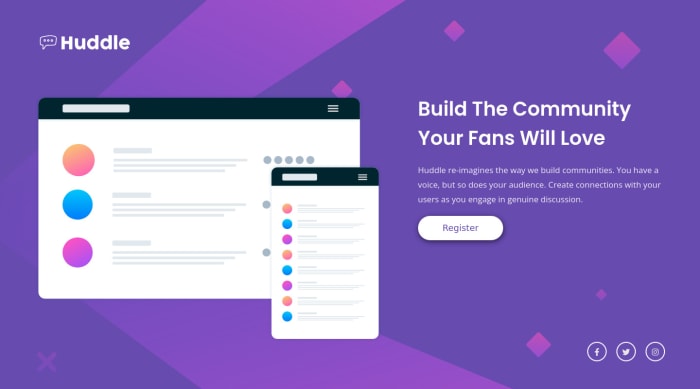 Huddle
Build The Community
Your Fans Will Love
Huddle re-imagines the way we build communities. You have a
voice, but so does your audience. Create connections with your
users as you engage in genuine discussion.
Register